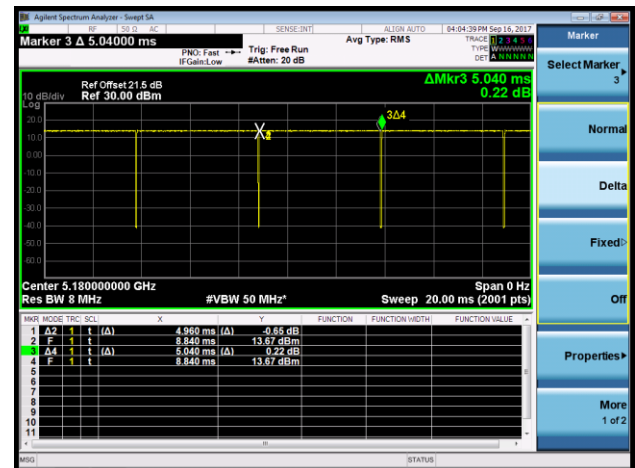 Agilent Spectrum Analyzer - Swept SA
RF 50 Ω AC SENSE:INT ALIGN AUTO 04:04:39 PM Sep 16, 2017
Marker 3 Δ 5.04000 ms
PNO: Fast Trig: Free Run Avg Type: RMS TRACE 1 2 3 4 5 6
IFGain:Low #Atten: 20 dB TYPE WWWWWW
DET A N N N N N
ΔMkr3 5.040 ms
0.22 dB
Ref Offset 21.5 dB
10 dB/div Ref 30.00 dBm
Log
20.0
10.0
0.00
-10.0
-20.0
-30.0
-40.0
-50.0
-60.0
3Δ4
X
Center 5.180000000 GHz Span 0 Hz
Res BW 8 MHz #VBW 50 MHz* Sweep 20.00 ms (2001 pts)
MKR MODE TRC SCL X Y FUNCTION FUNCTION WIDTH FUNCTION VALUE
1 Δ2 1 t (Δ) 4.960 ms (Δ) -0.65 dB
2 F 1 t 8.840 ms 13.67 dBm
3 Δ4 1 t (Δ) 5.040 ms (Δ) 0.22 dB
4 F 1 t 8.840 ms 13.67 dBm
5
6
7
8
9
10
11
MSG STATUS
Marker
Select Marker
3
Normal
Delta
Fixed
Off
Properties
More
1 of 2